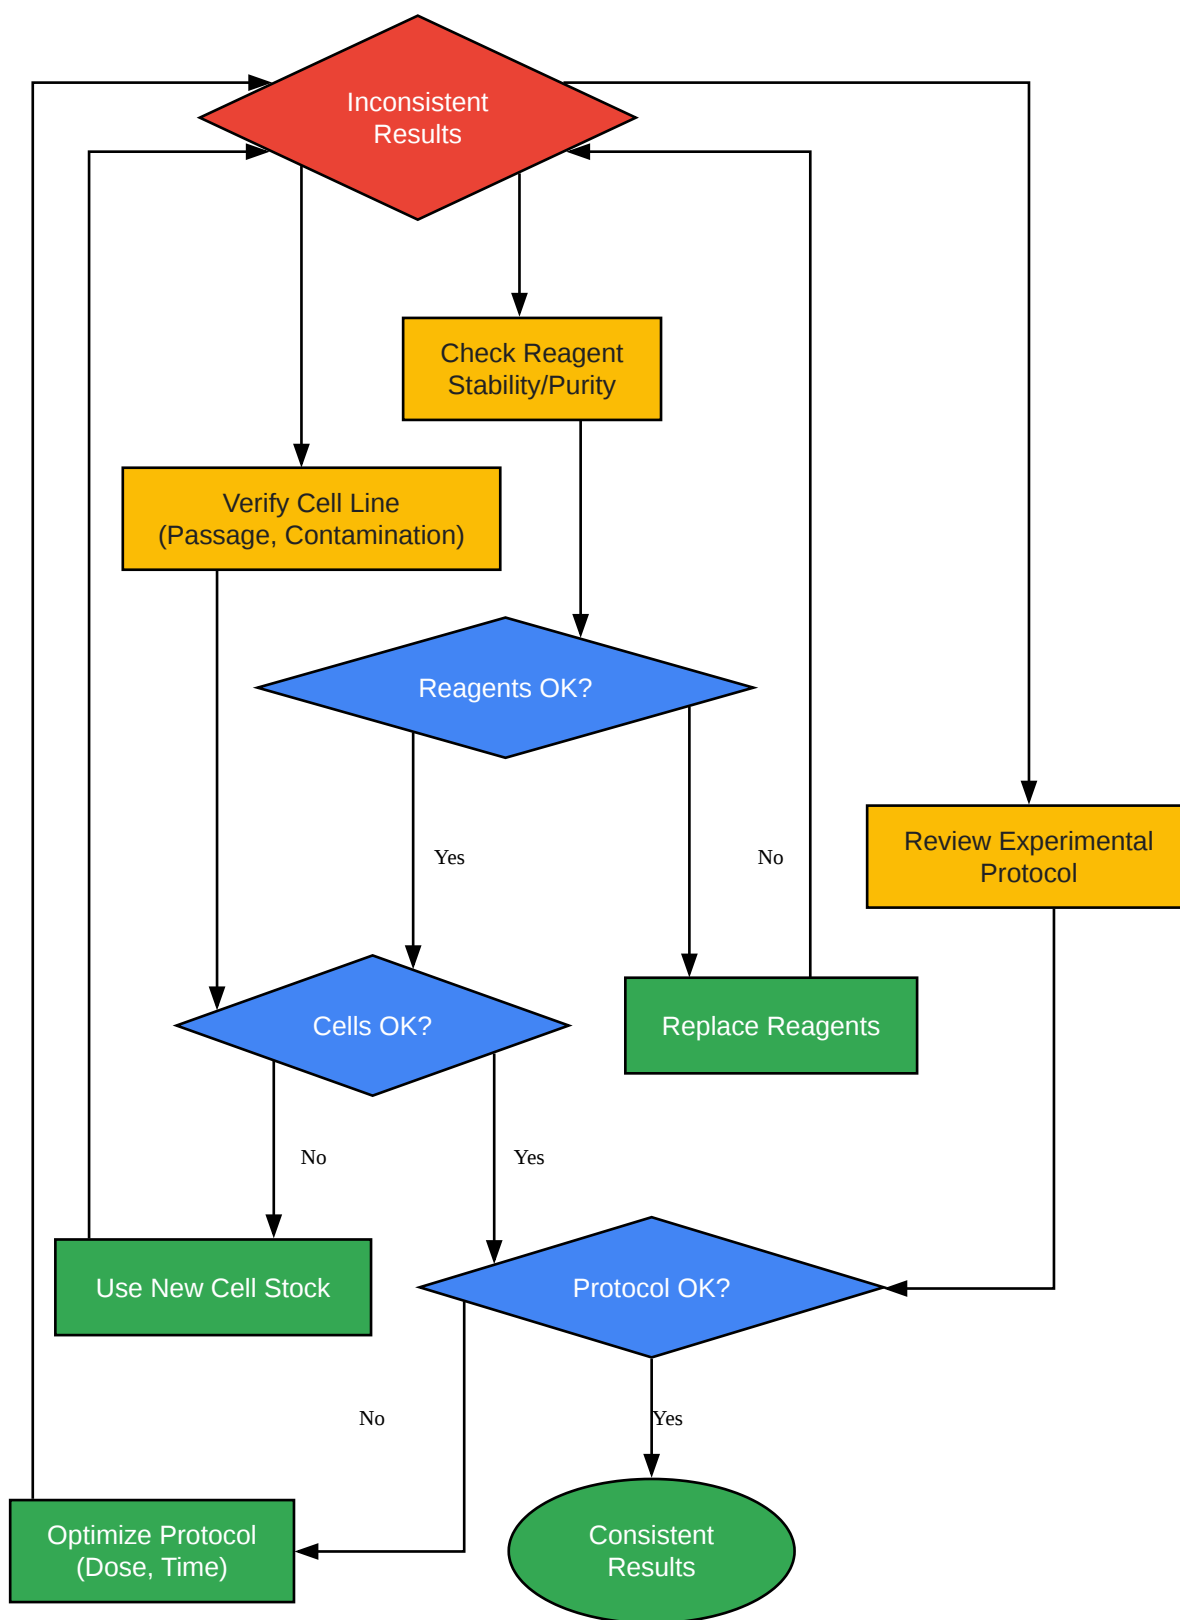 Inconsistent
Results
Check Reagent
Stability/Purity
Verify Cell Line
(Passage, Contamination)
Reagents OK?
Yes
No
Review Experimental
Protocol
Cells OK?
Replace Reagents
No
Yes
Use New Cell Stock
Protocol OK?
No
Yes
Optimize Protocol
(Dose, Time)
Consistent
Results